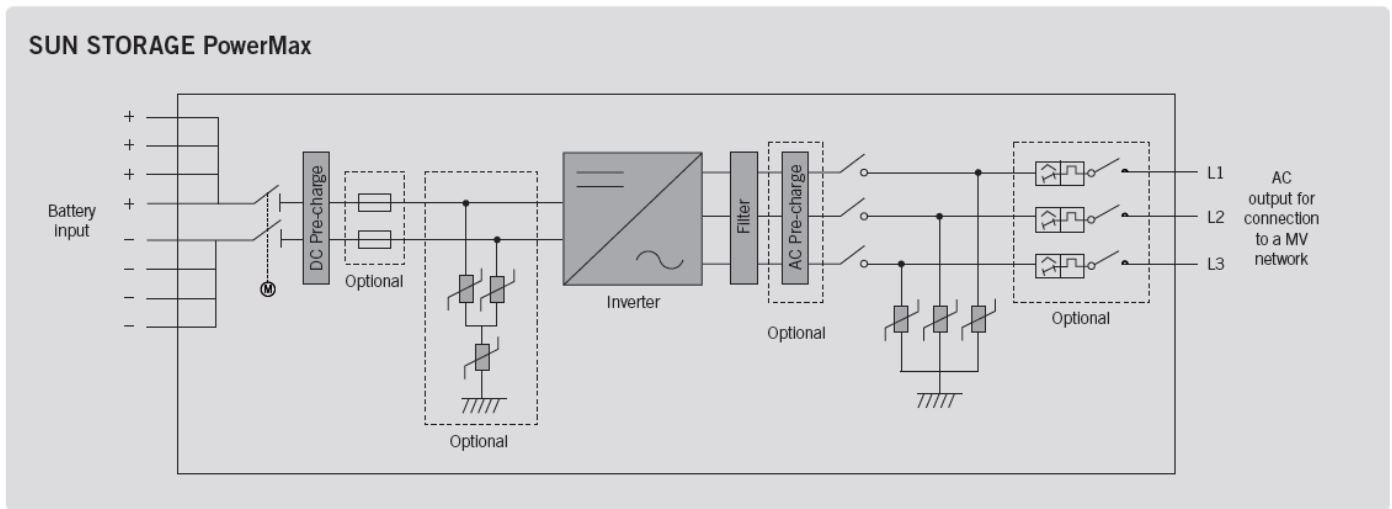 SUN STORAGE PowerMax
+
+
+
+
Battery
input
−
−
−
−
M
DC Pre-charge
Optional
Optional
Inverter
Filter
AC Pre-charge
Optional
Optional
L1
L2
L3
AC
output for
connection
to a MV
network